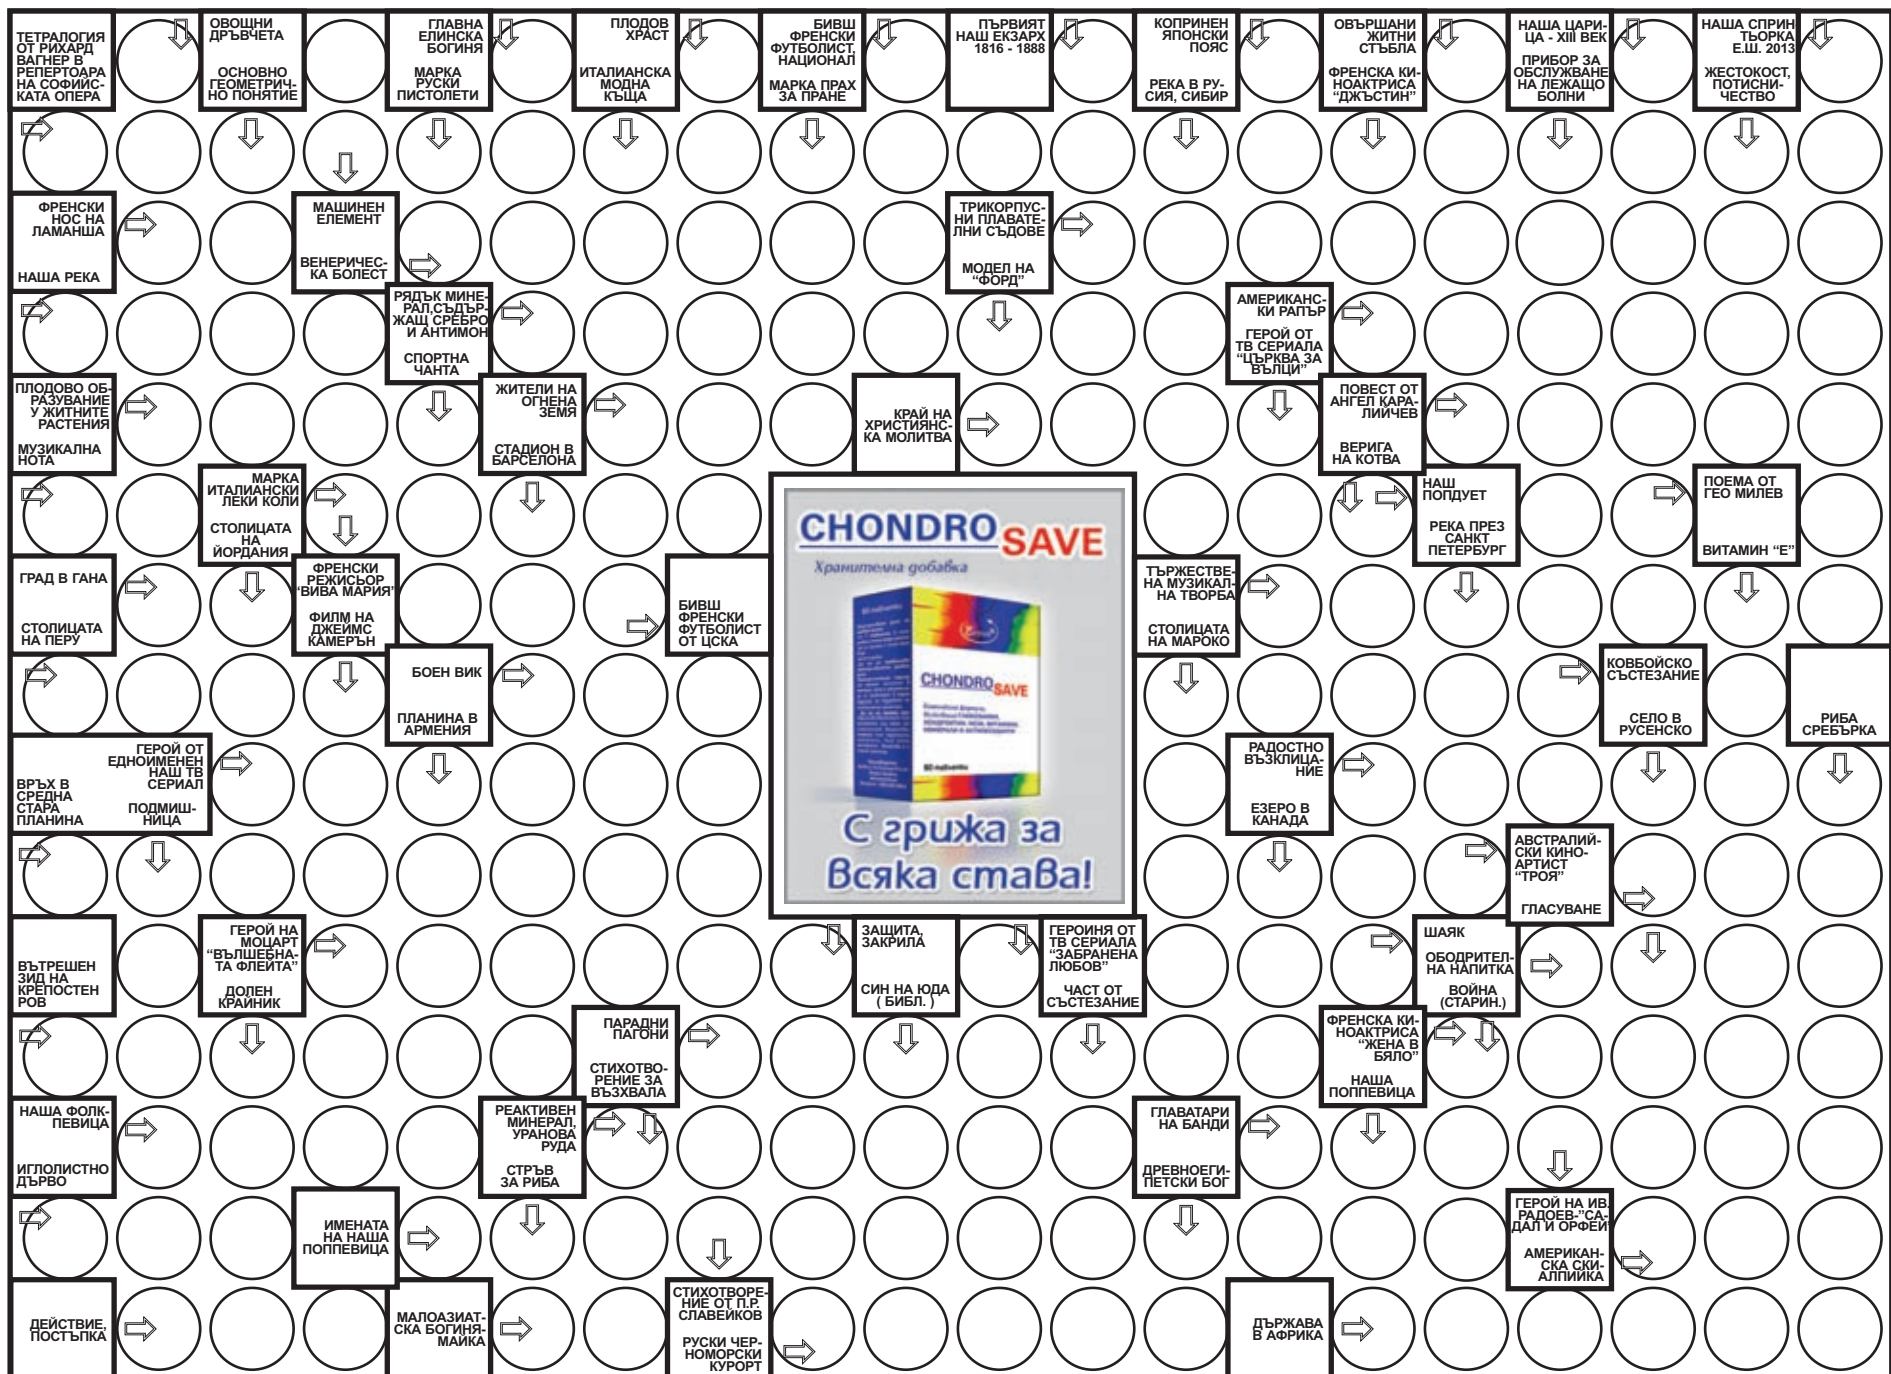 ТЕТРАЛОГИЯ
ОТ РИХАРД
ВАГНЕР В
РЕПЕРТОАРА
НА СОФИЙС-
КАТА ОПЕРА
ОВОЩНИ
ДРЪВЧЕТА
ОСНОВНО
ГЕОМЕТРИЧ-
НО ПОНЯТИЕ
ГЛАВНА
ЕЛИНСКА
БОГИНЯ
МАРКА
РУСКИ
ПИСТОЛЕТИ
ПЛОДОВ
ХРАСТ
ИТАЛИАНСКА
МОДНА
КЪЩА
БИВШ
ФРЕНСКИ
ФУТБОЛИСТ,
НАЦИОНАЛ
МАРКА ПРАХ
ЗА ПРАНЕ
ПЪРВИЯТ
НАШ ЕКЗАРХ
1816 - 1888
КОПРИНЕН
ЯПОНСКИ
ПОЯС
РЕКА В РУ-
СИЯ, СИБИР
ОВЪРШАНИ
ЖИТНИ
СТЪБЛА
ФРЕНСКА КИ-
НОАКТРИСА
“ДЖЪСТИН”
НАША ЦАРИ-
ЦА - XIII ВЕК
ПРИБОР ЗА
ОБСЛУЖВАНЕ
НА ЛЕЖАЩО
БОЛНИ
НАША СПРИН
ТЬОРКА
Е.Ш. 2013
ЖЕСТОКОСТ,
ПОТИСНИ-
ЧЕСТВО
ФРЕНСКИ
НОС НА
ЛАМАНША
НАША РЕКА
МАШИНЕН
ЕЛЕМЕНТ
ВЕНЕРИЧЕС-
КА БОЛЕСТ
ТРИКОРПУС-
НИ ПЛАВАТЕ-
ЛНИ СЪДОВЕ
МОДЕЛ НА
“ФОРД”
РЯДЪК МИНЕ-
РАЛ,СЪДЪР-
ЖАЩ СРЕБРО
И АНТИМОН
СПОРТНА
ЧАНТА
АМЕРИКАНС-
КИ РАПЪР
ГЕРОЙ ОТ
ТВ СЕРИАЛА
“ЦЪРКВА ЗА
ВЪЛЦИ”
ПЛОДОВО ОБ-
РАЗУВАНИЕ
У ЖИТНИТЕ
РАСТЕНИЯ
МУЗИКАЛНА
НОТА
ЖИТЕЛИ НА
ОГНЕНА
ЗЕМЯ
СТАДИОН В
БАРСЕЛОНА
КРАЙ НА
ХРИСТИЯНС-
КА МОЛИТВА
ПОВЕСТ ОТ
АНГЕЛ КАРА-
ЛИЙЧЕВ
ВЕРИГА
НА КОТВА
МАРКА
ИТАЛИАНСКИ
ЛЕКИ КОЛИ
СТОЛИЦАТА
НА
ЙОРДАНИЯ
НАШ
ПОПДУЕТ
РЕКА ПРЕЗ
САНКТ
ПЕТЕРБУРГ
ПОЕМА ОТ
ГЕО МИЛЕВ
ВИТАМИН “Е”
CHONDRO SAVE
Хранителна добавка
CHONDRO SAVE
С грижа за
всяка става!
ГРАД В ГАНА
СТОЛИЦАТА
НА ПЕРУ
ФРЕНСКИ
РЕЖИСЬОР
“ВИВА МАРИЯ”
ФИЛМ НА
ДЖЕЙМС
КАМЕРЪН
БИВШ
ФРЕНСКИ
ФУТБОЛИСТ
ОТ ЦСКА
ТЪРЖЕСТВЕ-
НА МУЗИКАЛ-
НА ТВОРБА
СТОЛИЦАТА
НА МАРОКО
БОЕН ВИК
ПЛАНИНА В
АРМЕНИЯ
КОВБОЙСКО
СЪСТЕЗАНИЕ
СЕЛО В
РУСЕНСКО
РИБА
СРЕБЪРКА
ГЕРОЙ ОТ
ЕДНОИМЕНЕН
НАШ ТВ
СЕРИАЛ
ВРЪХ В
СРЕДНА
СТАРА
ПЛАНИНА
ПОДМИШ-
НИЦА
РАДОСТНО
ВЪЗКЛИЦА-
НИЕ
ЕЗЕРО В
КАНАДА
АВСТРАЛИЙ-
СКИ КИНО-
АРТИСТ
“ТРОЯ”
ГЛАСУВАНЕ
ВЪТРЕШЕН
ЗИД НА
КРЕПОСТЕН
РОВ
ГЕРОЙ НА
МОЦАРТ
“ВЪЛШЕБНА-
ТА ФЛЕЙТА”
ДОЛЕН
КРАЙНИК
ЗАЩИТА,
ЗАКРИЛА
СИН НА ЮДА
( БИБЛ. )
ГЕРОИНЯ ОТ
ТВ СЕРИАЛА
“ЗАБРАНЕНА
ЛЮБОВ”
ЧАСТ ОТ
СЪСТЕЗАНИЕ
ШАЯК
ОБОДРИТЕЛ-
НА НАПИТКА
ВОЙНА
(СТАРИН.)
ПАРАДНИ
ПАГОНИ
СТИХОТВО-
РЕНИЕ ЗА
ВЪЗХВАЛА
ФРЕНСКА КИ-
НОАКТРИСА
“ЖЕНА В
БЯЛО”
НАША
ПОППЕВИЦА
НАША ФОЛК-
ПЕВИЦА
ИГЛОЛИСТНО
ДЪРВО
РЕАКТИВЕН
МИНЕРАЛ,
УРАНОВА
РУДА
СТРЪВ
ЗА РИБА
ГЛАВАТАРИ
НА БАНДИ
ДРЕВНОЕГИ-
ПЕТСКИ БОГ
ИМЕНАТА
НА НАША
ПОППЕВИЦА
ГЕРОЙ НА ИВ.
РАДОЕВ-”СА-
ДАЛ И ОРФЕЙ”
АМЕРИКАН-
СКА СКИ-
АЛПИЙКА
ДЕЙСТВИЕ,
ПОСТЪПКА
МАЛОАЗИАТ-
СКА БОГИНЯ-
МАЙКА
СТИХОТВОРЕ-
НИЕ ОТ П.Р.
СЛАВЕЙКОВ
РУСКИ ЧЕР-
НОМОРСКИ
КУРОРТ
ДЪРЖАВА
В АФРИКА